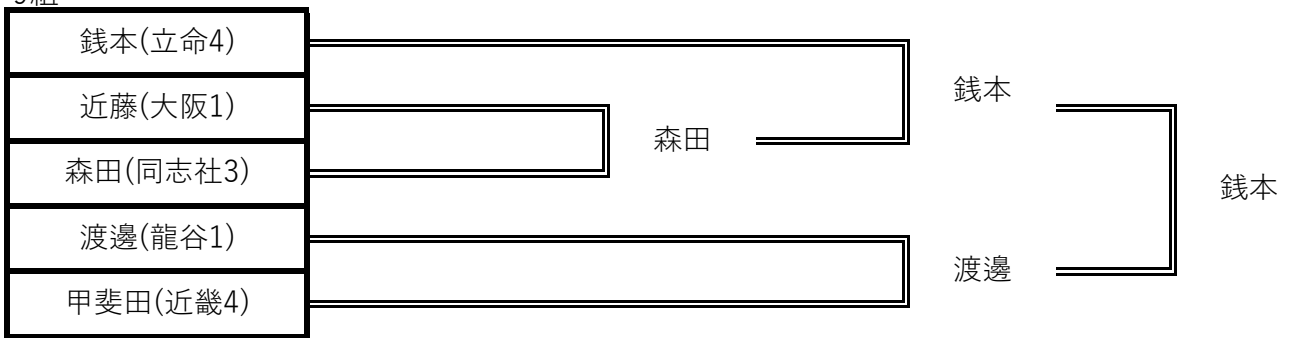 銭本(立命4)
近藤(大阪1)
森田(同志社3)
渡邊(龍谷1)
甲斐田(近畿4)
森田
銭本
渡邊
銭本